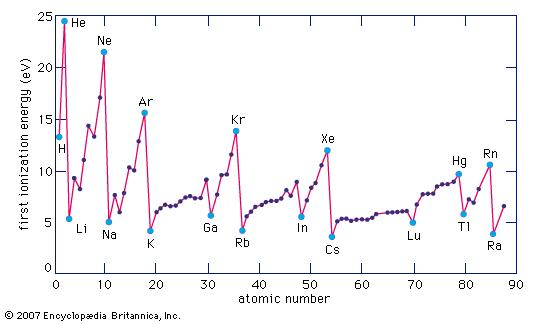 first ionization energy (eV)
25
20
15
10
5
0
He
Ne
Ar
Kr
Xe
Hg
Rn
H
Li
Na
K
Ga
Rb
In
Cs
Lu
Tl
Ra
0 10 20 30 40 50 60 70 80 90
atomic number
© 2007 Encyclopædia Britannica, Inc.